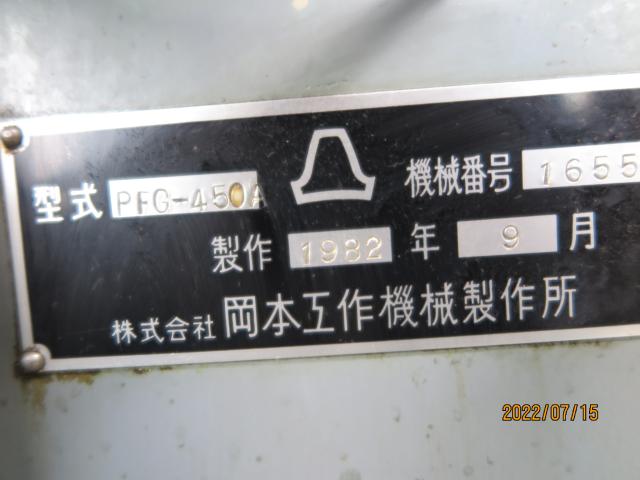 型式 PFG-450A 機械番号 1655
製作 1982 年 9 月
株式会社 岡本工作機械製作所
2022/07/15